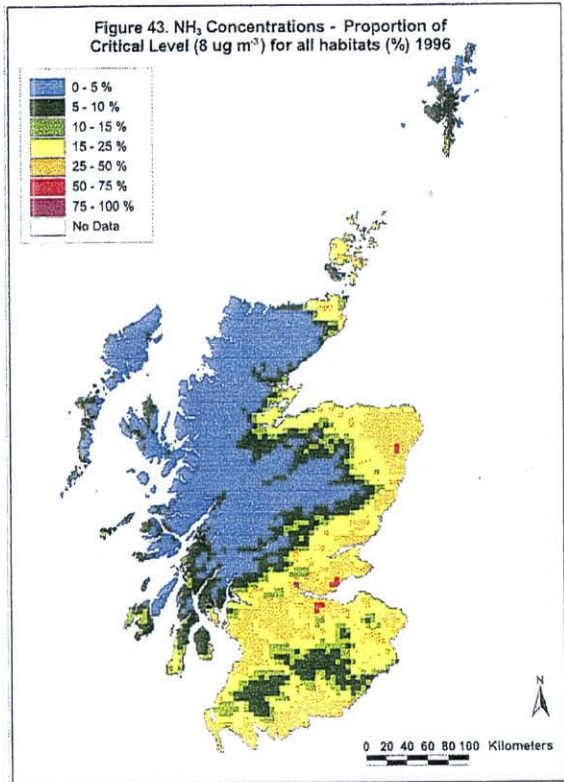 Figure 43. NH₃ Concentrations - Proportion of
Critical Level (8 ug m⁻³) for all habitats (%) 1996
0 - 5 %
5 - 10 %
10 - 15 %
15 - 25 %
25 - 50 %
50 - 75 %
75 - 100 %
No Data
N
0 20 40 60 80 100 Kilometers